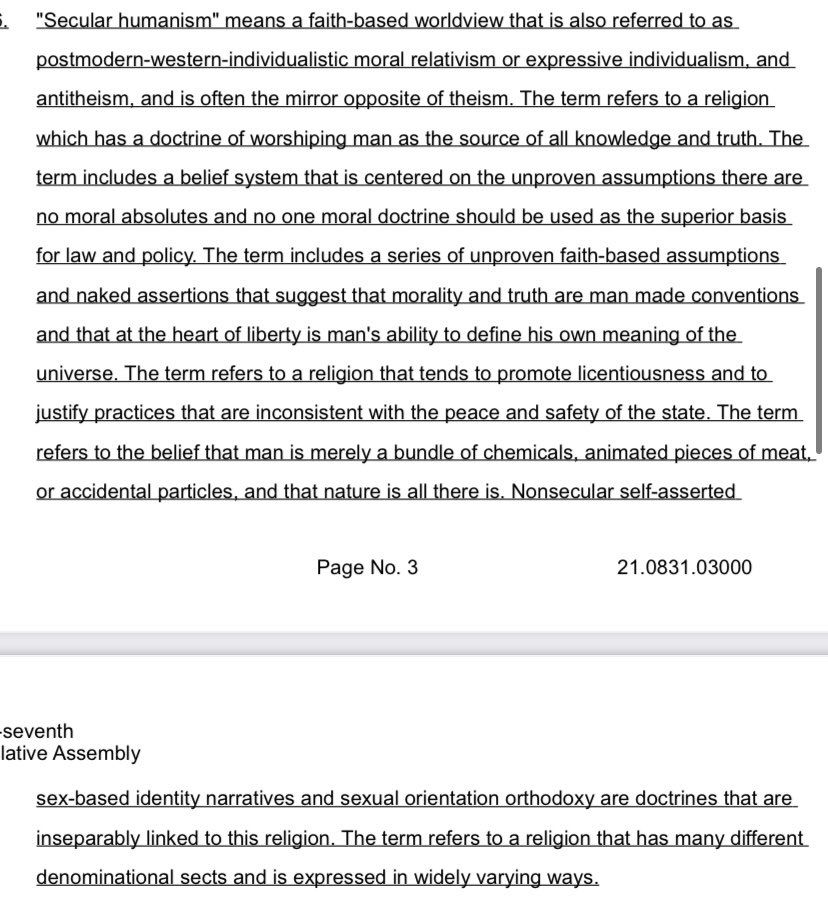 "Secular humanism" means a faith-based worldview that is also referred to as
postmodern-western-individualistic moral relativism or expressive individualism, and
antitheism, and is often the mirror opposite of theism. The term refers to a religion
which has a doctrine of worshiping man as the source of all knowledge and truth. The
term includes a belief system that is centered on the unproven assumptions there are
no moral absolutes and no one moral doctrine should be used as the superior basis
for law and policy. The term includes a series of unproven faith-based assumptions
and naked assertions that suggest that morality and truth are man made conventions
and that at the heart of liberty is man's ability to define his own meaning of the
universe. The term refers to a religion that tends to promote licentiousness and to
justify practices that are inconsistent with the peace and safety of the state. The term
refers to the belief that man is merely a bundle of chemicals, animated pieces of meat,
or accidental particles, and that nature is all there is. Nonsecular self-asserted
Page No. 3 21.0831.03000
-seventh
lative Assembly
sex-based identity narratives and sexual orientation orthodoxy are doctrines that are
inseparably linked to this religion. The term refers to a religion that has many different
denominational sects and is expressed in widely varying ways.